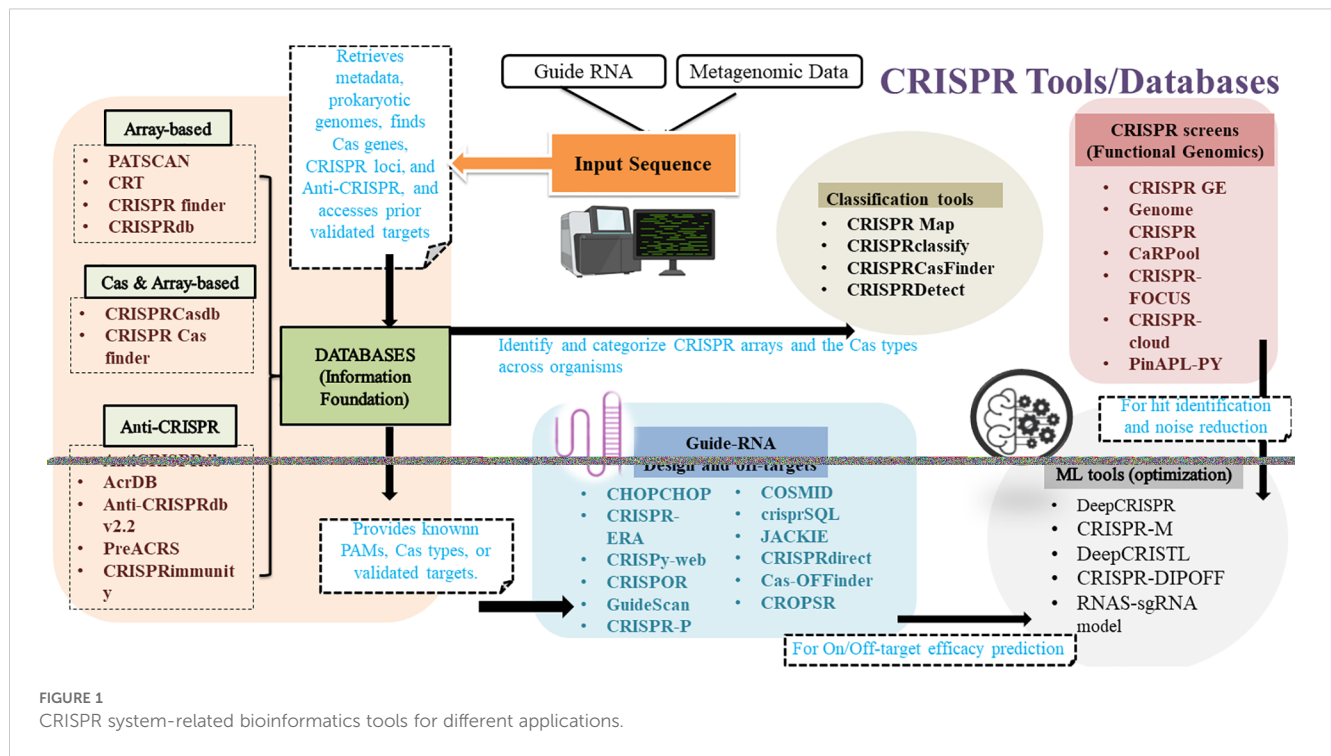 CRISPR Tools/Databases
Guide RNA
Metagenomic Data
Input Sequence
Retrieves
metadata,
prokaryotic
genomes, finds
Cas genes,
CRISPR loci, and
Anti-CRISPR, and
accesses prior
validated targets
Array-based
• PATSCAN
• CRT
• CRISPR finder
• CRISPRdb
Cas & Array-based
• CRISPRCasdb
• CRISPR Cas
finder
Anti-CRISPR
• AcrDB
• Anti-CRISPRdb
v2.2
• PreACRS
• CRISPRimmunit
y
DATABASES
(Information
Foundation)
Identify and categorize CRISPR arrays and the Cas types
across organisms
Classification tools
• CRISPR Map
• CRISPRclassify
• CRISPRCasFinder
• CRISPRDetect
CRISPR screens
(Functional Genomics)
• CRISPR GE
• Genome
CRISPR
• CaRPool
• CRISPR-
FOCUS
• CRISPR-
cloud
• PinAPL-PY
For hit identification
and noise reduction
Provides knownn
PAMs, Cas types, or
validated targets.
Guide-RNA
Design and off-targets
• CHOPCHOP
• CRISPR-
ERA
• CRISPy-web
• CRISPOR
• GuideScan
• CRISPR-P
• COSMID
• crisprSQL
• JACKIE
• CRISPRdirect
• Cas-OFFinder
• CROPSR
For On/Off-target efficacy prediction
ML tools (optimization)
• DeepCRISPR
• CRISPR-M
• DeepCRISTL
• CRISPR-DIPOFF
• RNAS-sgRNA
model
FIGURE 1
CRISPR system-related bioinformatics tools for different applications.